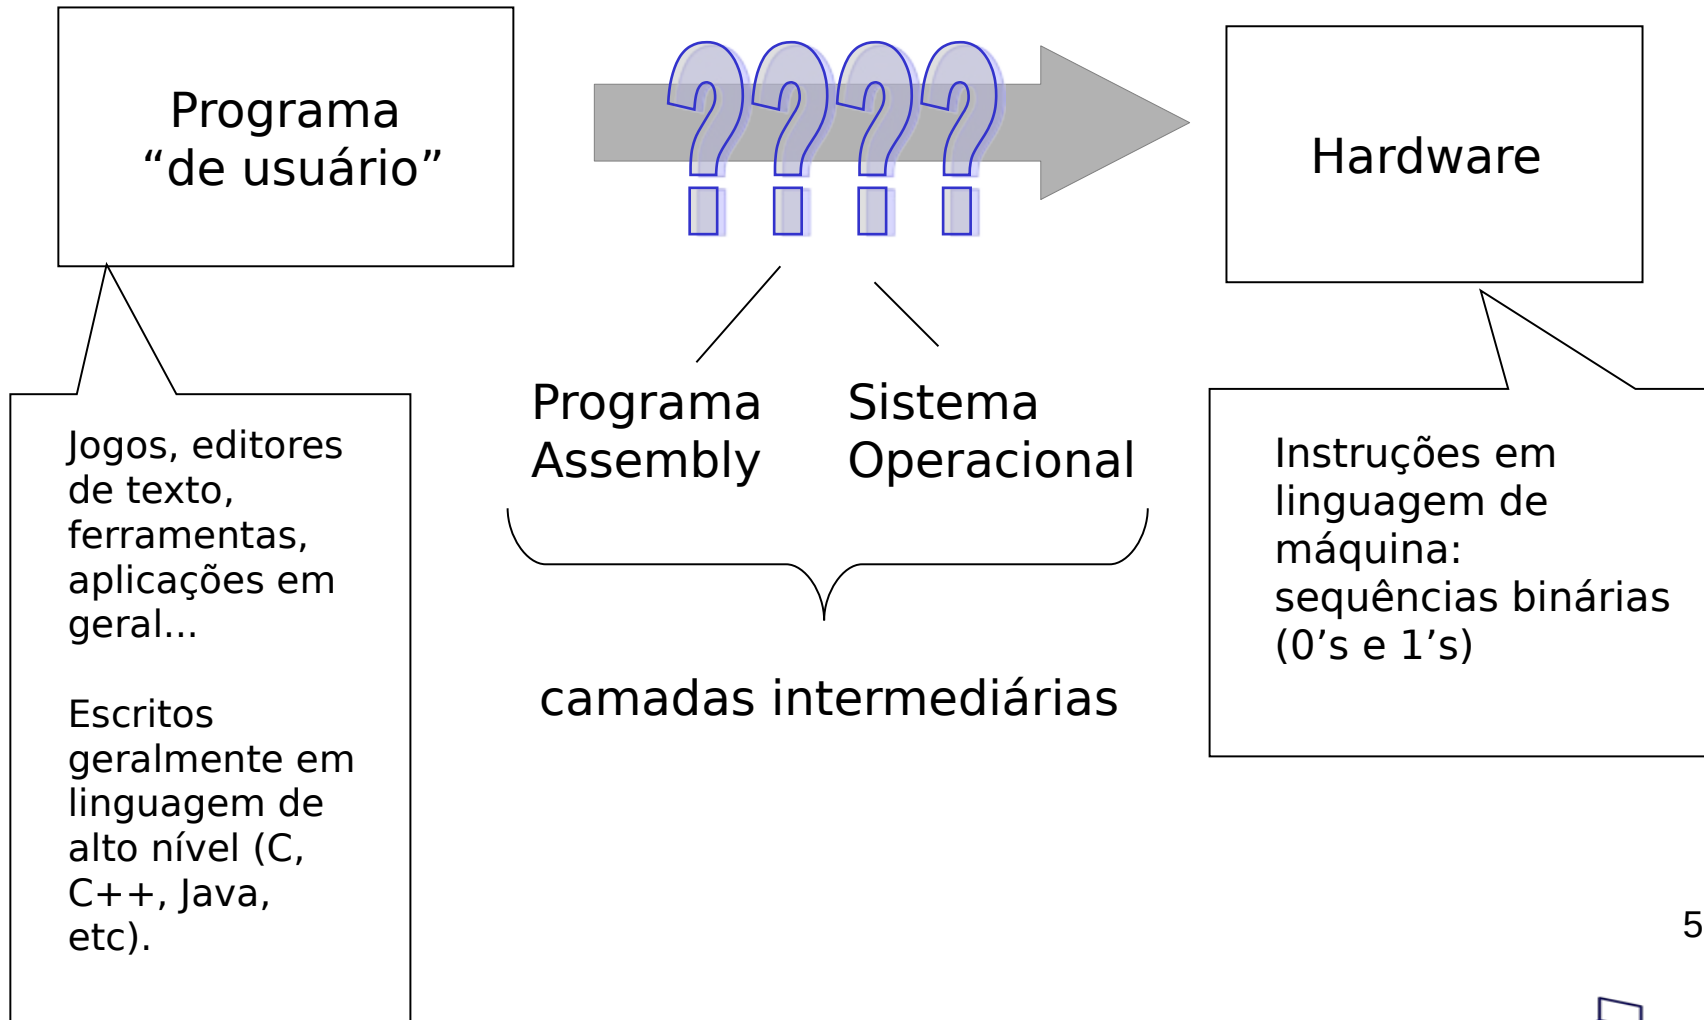 Programa
“de usuário”
????
Hardware
Programa
Assembly
Sistema
Operacional
camadas intermediárias
Jogos, editores
de texto,
ferramentas,
aplicações em
geral...
Escritos
geralmente em
linguagem de
alto nível (C,
C++, Java,
etc).
Instruções em
linguagem de
máquina:
sequências binárias
(0’s e 1’s)
5